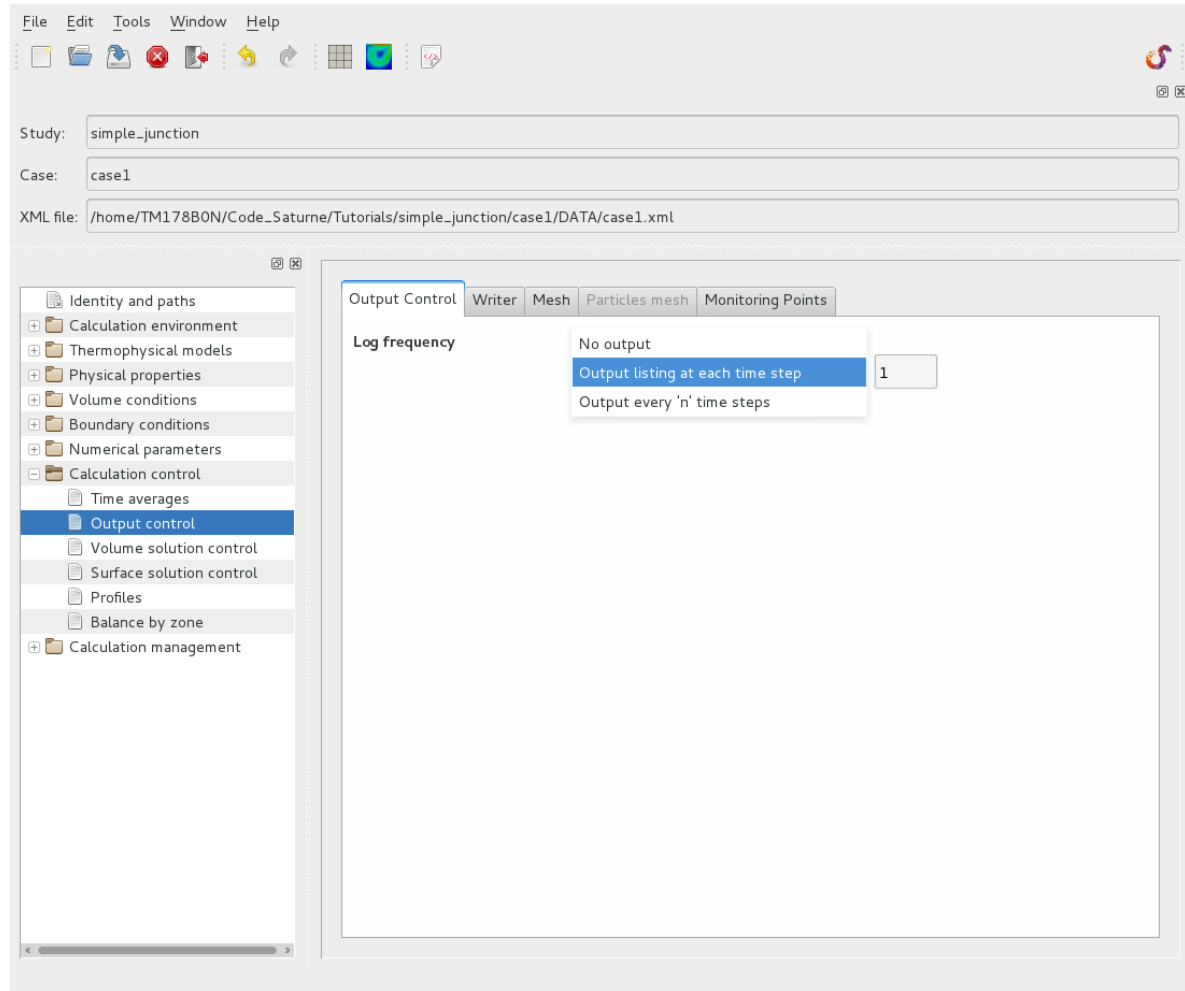 File Edit Tools Window Help
Study: simple_junction
Case: case1
XML file: /home/TM178B0N/Code_Saturne/Tutorials/simple_junction/case1/DATA/case1.xml
Identity and paths
Calculation environment
Thermophysical models
Physical properties
Volume conditions
Boundary conditions
Numerical parameters
Calculation control
Time averages
Output control
Volume solution control
Surface solution control
Profiles
Balance by zone
Calculation management
Output Control Writer Mesh Particles mesh Monitoring Points
Log frequency
No output
Output listing at each time step 1
Output every 'n' time steps